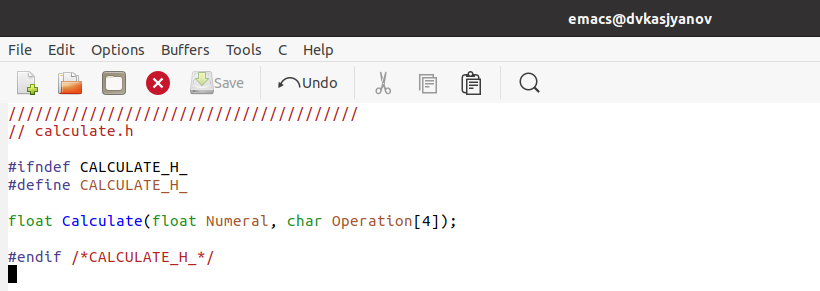 emacs@dvkasjyanov
File Edit Options Buffers Tools C Help
Save Undo
///////////////////////////////////////
// calculate.h
#ifndef CALCULATE_H_
#define CALCULATE_H_
float Calculate(float Numeral, char Operation[4]);
#endif /*CALCULATE_H_*/